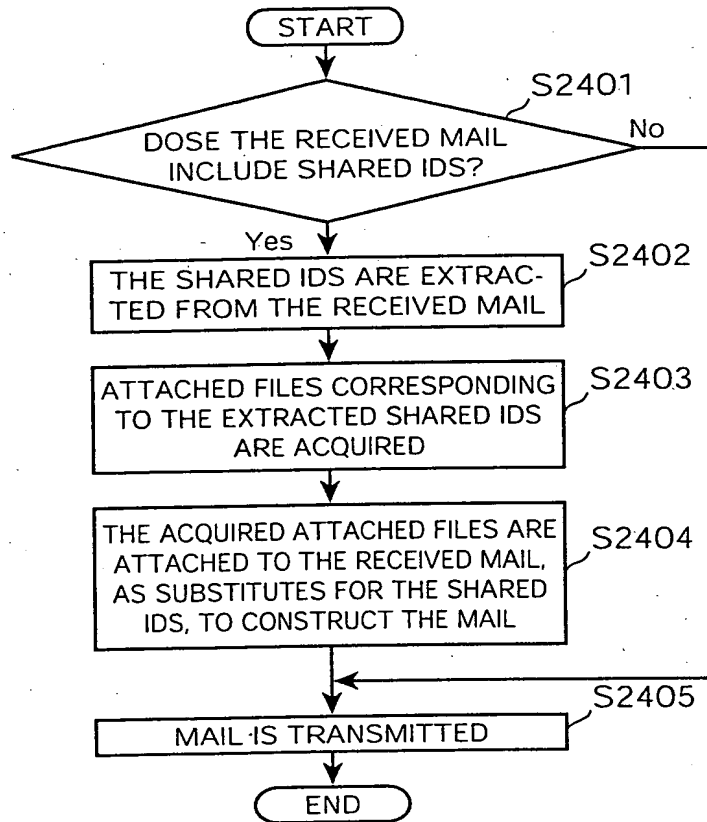 START
S2401
DOSE THE RECEIVED MAIL
INCLUDE SHARED IDS?
No
Yes
S2402
THE SHARED IDS ARE EXTRAC-
TED FROM THE RECEIVED MAIL
S2403
ATTACHED FILES CORRESPONDING
TO THE EXTRACTED SHARED IDS
ARE ACQUIRED
S2404
THE ACQUIRED ATTACHED FILES ARE
ATTACHED TO THE RECEIVED MAIL,
AS SUBSTITUTES FOR THE SHARED
IDS, TO CONSTRUCT THE MAIL
S2405
MAIL IS TRANSMITTED
END